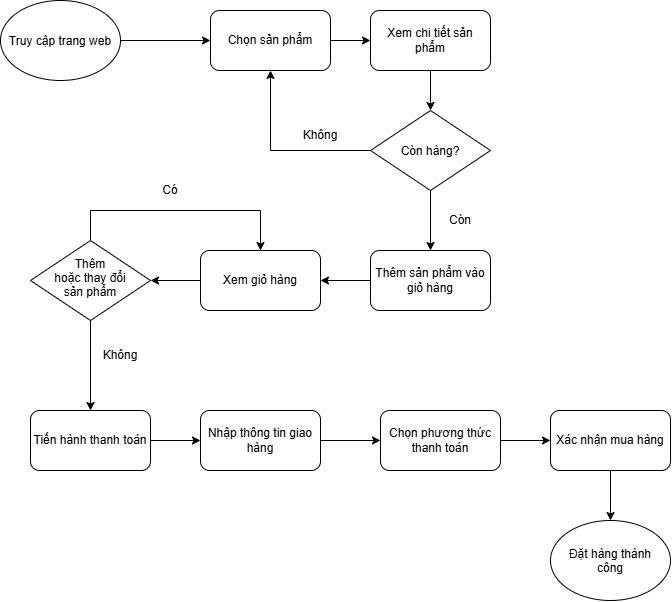 Truy cập trang web
Chọn sản phẩm
Xem chi tiết sản
phẩm
Không
Còn hàng?
Có
Còn
Thêm
hoặc thay đổi
sản phẩm
Xem giỏ hàng
Thêm sản phẩm vào
giỏ hàng
Không
Tiến hành thanh toán
Nhập thông tin giao
hàng
Chọn phương thức
thanh toán
Xác nhận mua hàng
Đặt hàng thành
công